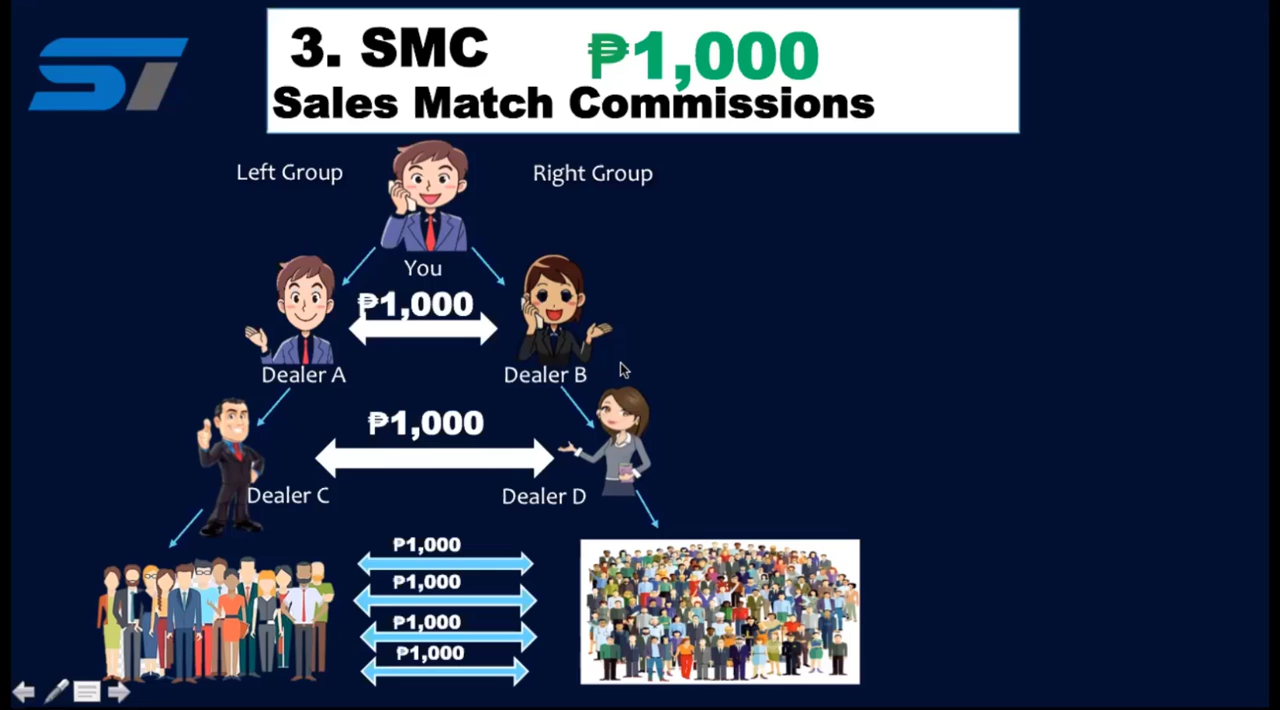 ST
3. SMC ₱1,000
Sales Match Commissions
Left Group
Right Group
You
₱1,000
Dealer A
Dealer B
₱1,000
Dealer C
Dealer D
₱1,000
₱1,000
₱1,000
₱1,000